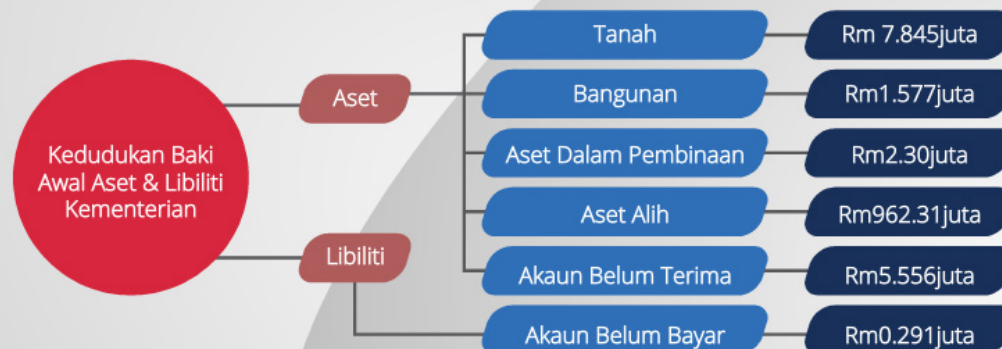 Kedudukan Baki
Awal Aset & Libiliti
Kementerian
Aset
Libiliti
Tanah
Rm 7.845juta
Bangunan
Rm1.577juta
Aset Dalam Pembinaan
Rm2.30juta
Aset Alih
Rm962.31juta
Akaun Belum Terima
Rm5.556juta
Akaun Belum Bayar
Rm0.291juta